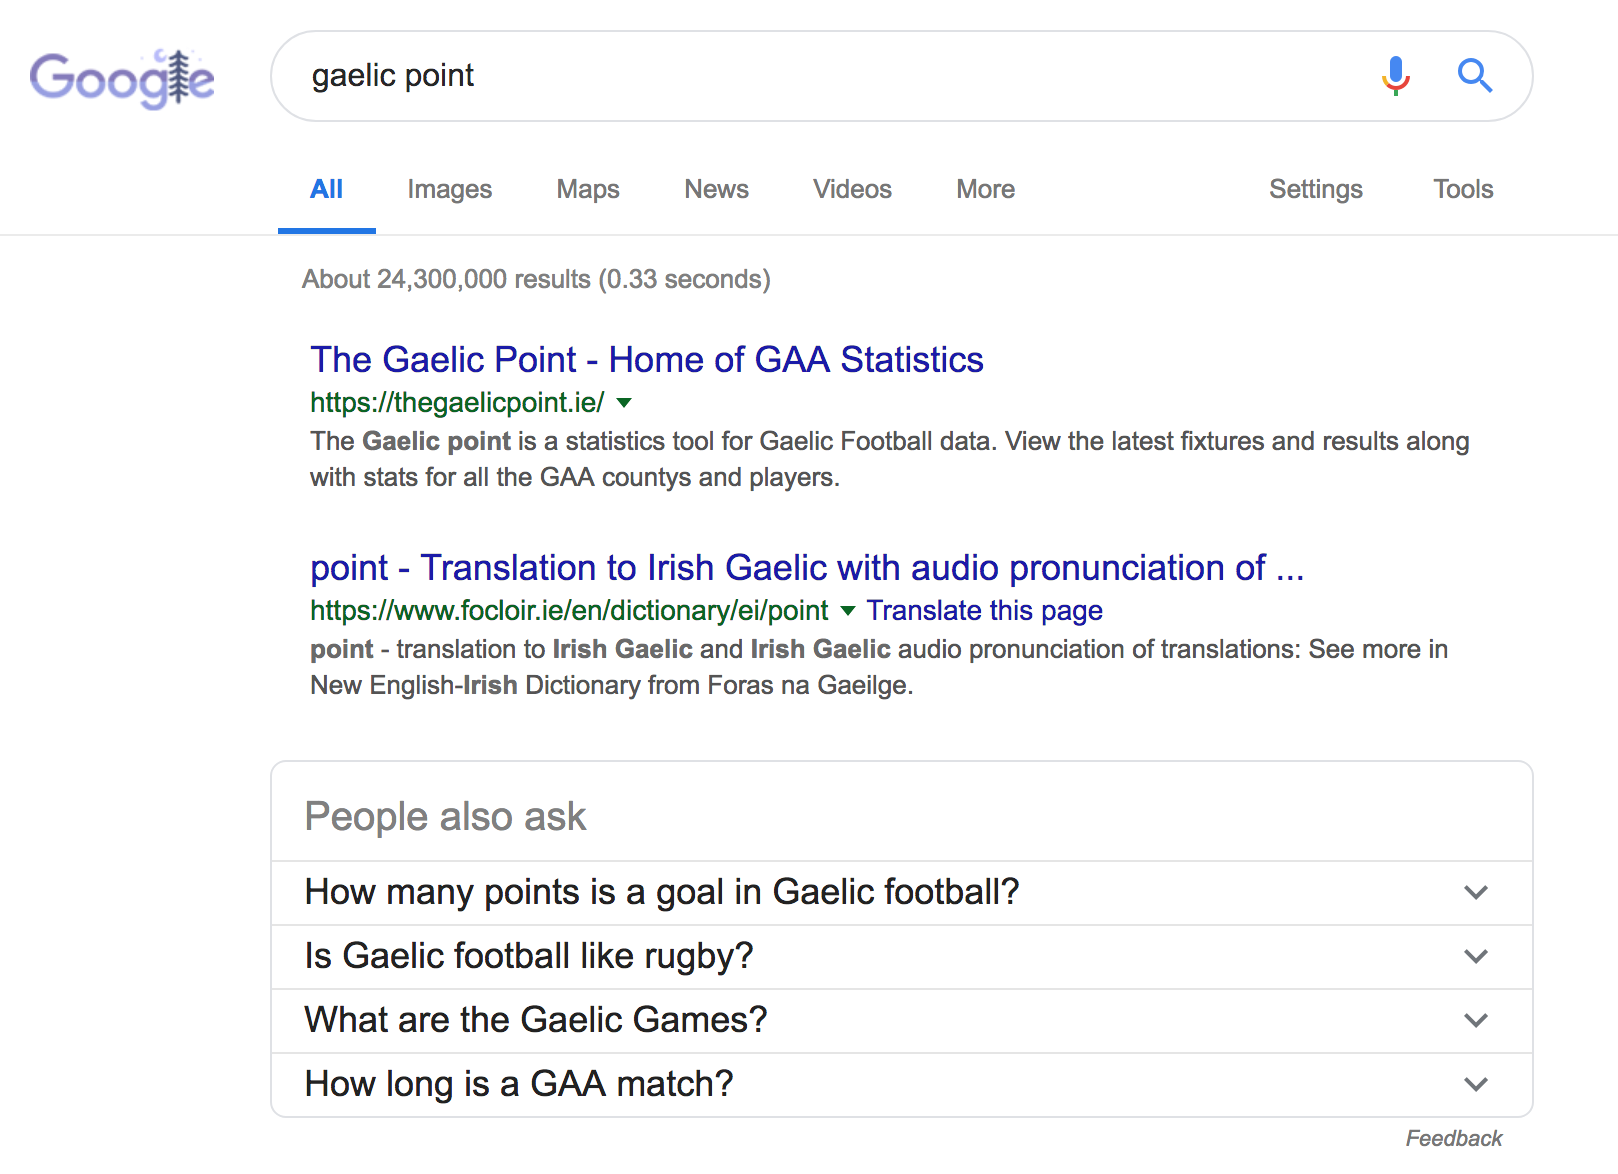 Google
gaelic point
All Images Maps News Videos More Settings Tools
About 24,300,000 results (0.33 seconds)
The Gaelic Point - Home of GAA Statistics
https://thegaelicpoint.ie/
The Gaelic point is a statistics tool for Gaelic Football data. View the latest fixtures and results along
with stats for all the GAA countys and players.
point - Translation to Irish Gaelic with audio pronunciation of ...
https://www.focloir.ie/en/dictionary/ei/point Translate this page
point - translation to Irish Gaelic and Irish Gaelic audio pronunciation of translations: See more in
New English-Irish Dictionary from Foras na Gaeilge.
People also ask
How many points is a goal in Gaelic football?
Is Gaelic football like rugby?
What are the Gaelic Games?
How long is a GAA match?
Feedback